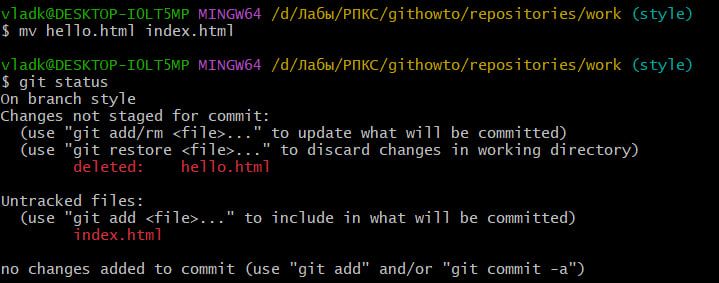 vladk@DESKTOP-IOLT5MP MINGW64 /d/Лабы/РПКС/githowto/repositories/work (style)
$ mv hello.html index.html
vladk@DESKTOP-IOLT5MP MINGW64 /d/Лабы/РПКС/githowto/repositories/work (style)
$ git status
On branch style
Changes not staged for commit:
  (use "git add/rm <file>..." to update what will be committed)
  (use "git restore <file>..." to discard changes in working directory)
        deleted:    hello.html
Untracked files:
  (use "git add <file>..." to include in what will be committed)
        index.html
no changes added to commit (use "git add" and/or "git commit -a")